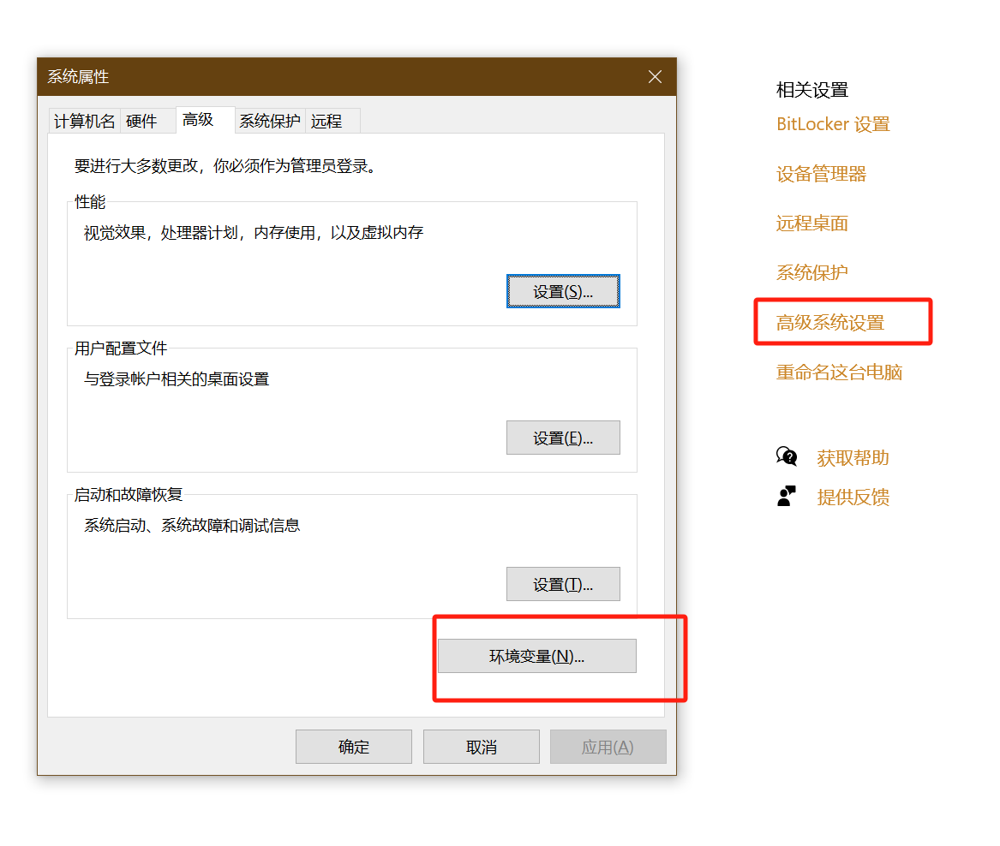 系统属性
计算机名 硬件 高级 系统保护 远程
要进行大多数更改，你必须作为管理员登录。
性能
视觉效果，处理器计划，内存使用，以及虚拟内存
设置(S)...
用户配置文件
与登录帐户相关的桌面设置
设置(E)...
启动和故障恢复
系统启动、系统故障和调试信息
设置(T)...
环境变量(N)...
确定 取消 应用(A)
相关设置
BitLocker 设置
设备管理器
远程桌面
系统保护
高级系统设置
重命名这台电脑
获取帮助
提供反馈